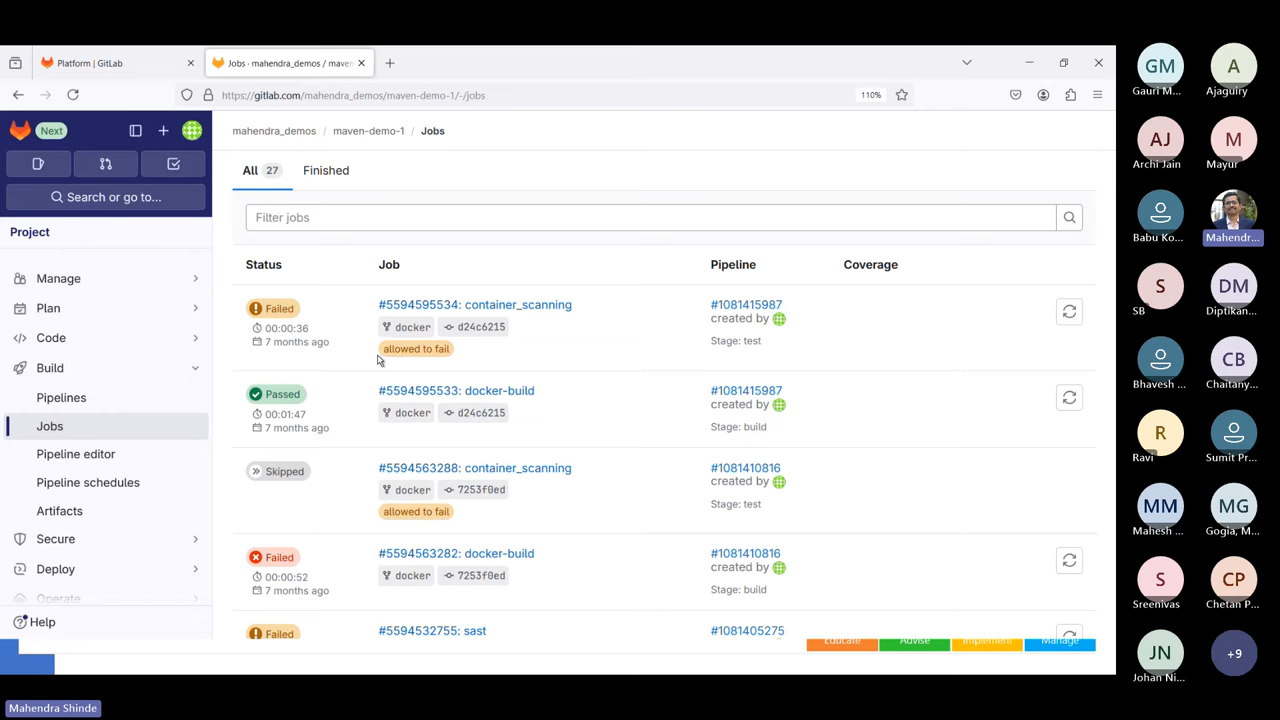 Platform | GitLab
Jobs · mahendra_demos / maven
https://gitlab.com/mahendra_demos/maven-demo-1/-/jobs
110%
Next
Search or go to...
Project
Manage
Plan
Code
Build
Pipelines
Jobs
Pipeline editor
Pipeline schedules
Artifacts
Secure
Deploy
Operate
Help
mahendra_demos / maven-demo-1 / Jobs
All 27 Finished
Filter jobs
Status Job Pipeline Coverage
Failed
00:00:36
7 months ago
#5594595534: container_scanning
docker d24c6215
allowed to fail
#1081415987
created by
Stage: test
Passed
00:01:47
7 months ago
#5594595533: docker-build
docker d24c6215
#1081415987
created by
Stage: build
Skipped
#5594563288: container_scanning
docker 7253f0ed
allowed to fail
#1081410816
created by
Stage: test
Failed
00:00:52
7 months ago
#5594563282: docker-build
docker 7253f0ed
#1081410816
created by
Stage: build
Failed
#5594532755: sast
#1081405275
Educate Advise Implement Manage
GM
Gauri M...
A
Ajaguiry
AJ
Archi Jain
M
Mayur
Babu Ko...
Mahendr...
S
SB
DM
Diptikan...
Bhavesh ...
CB
Chaitany...
R
Ravi
Sumit Pr...
MM
Mahesh ...
MG
Gogia, M...
S
Sreenivas
CP
Chetan P...
JN
Johan Ni...
+9
Mahendra Shinde